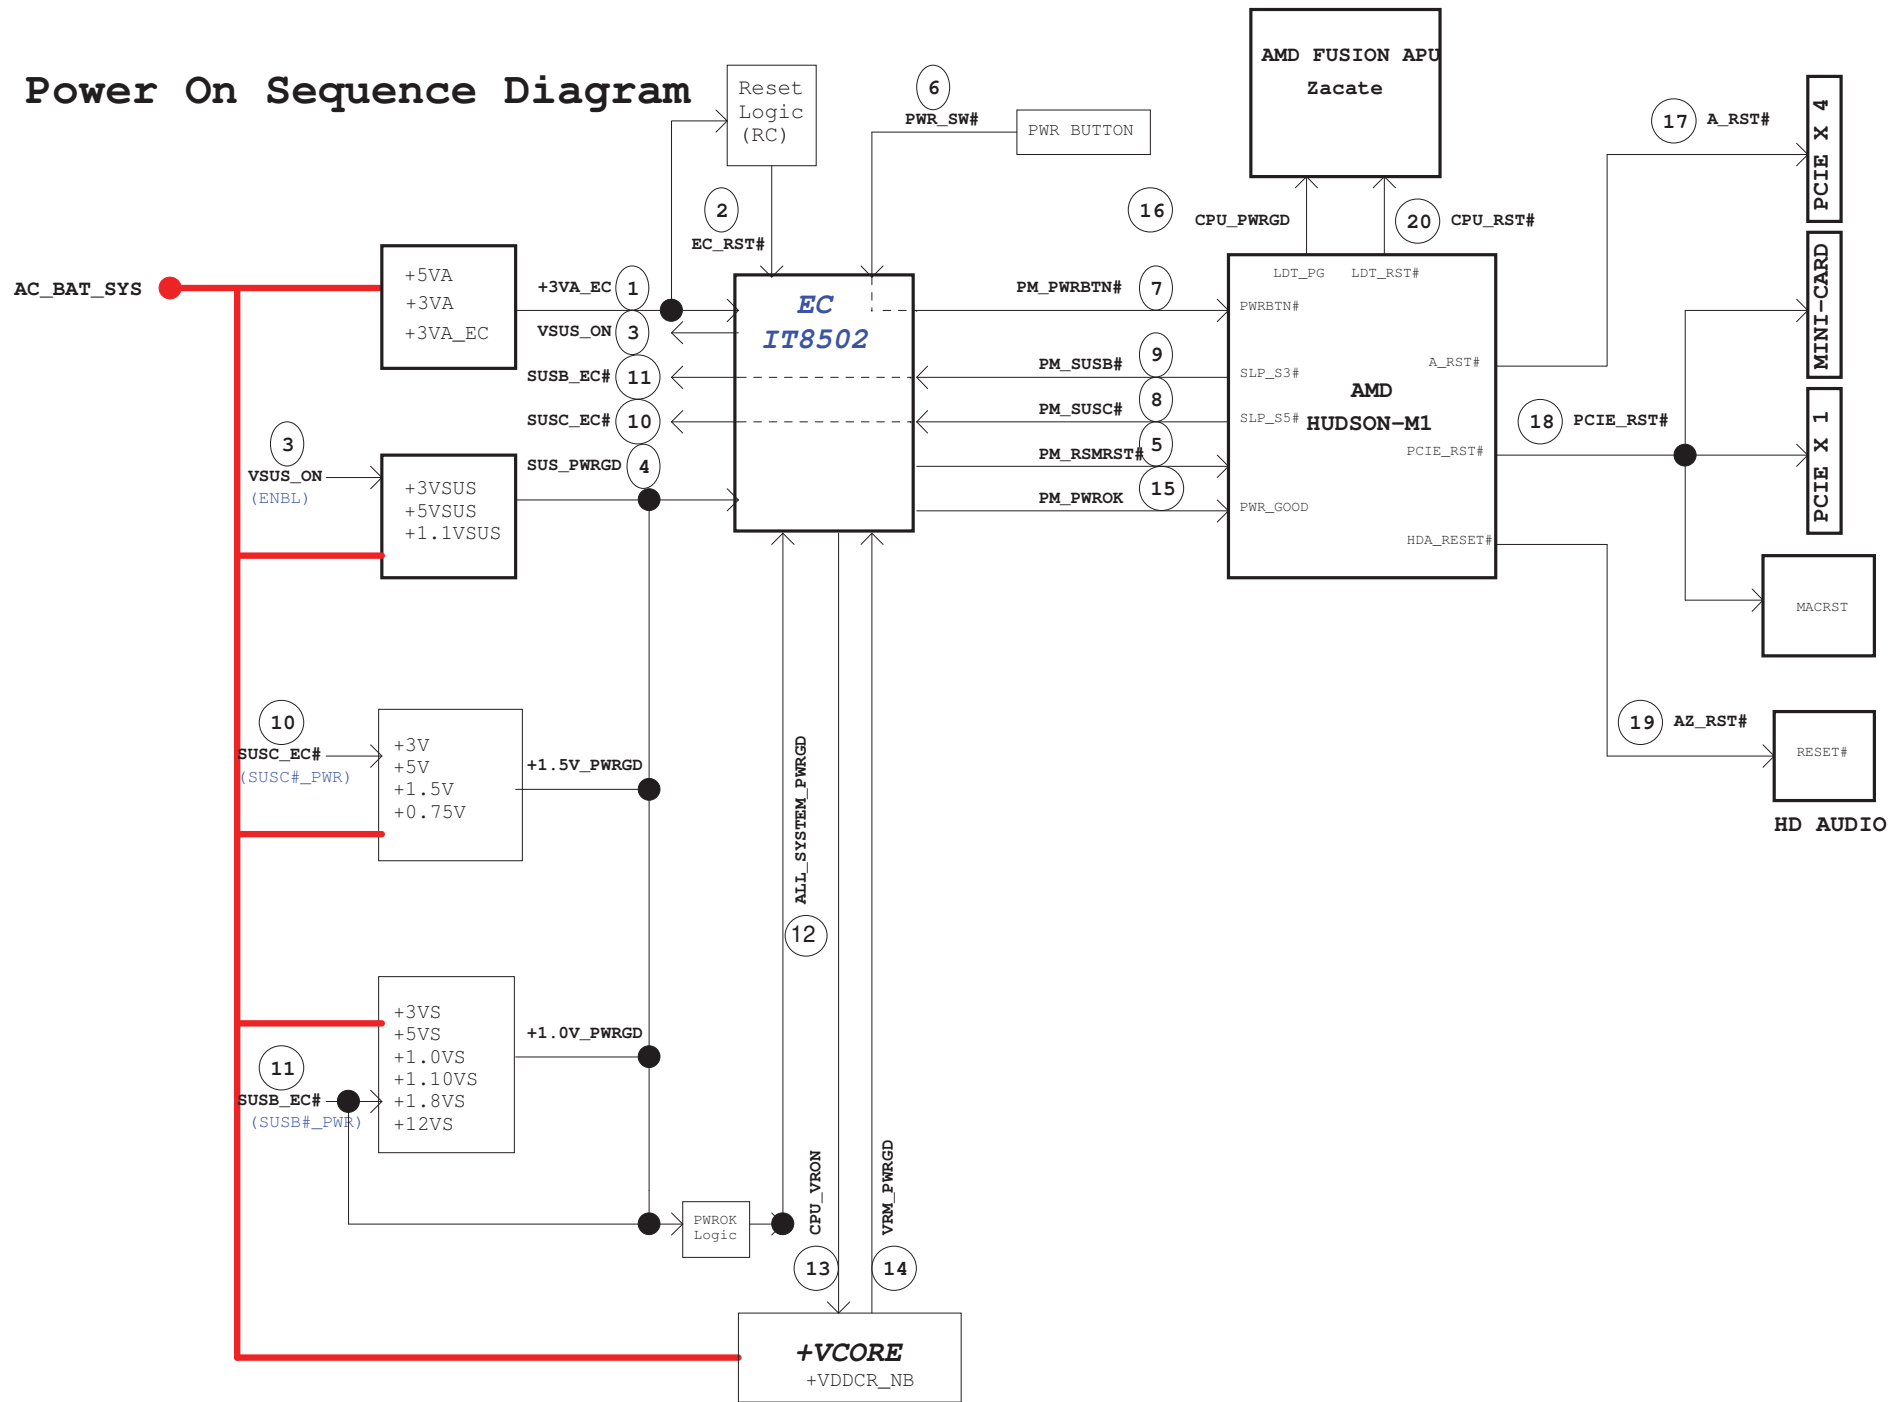 Power On Sequence Diagram
Reset
Logic
(RC)
6
PWR_SW#
PWR BUTTON
AMD FUSION APU
Zacate
17
A_RST#
PCIE X 4
2
EC_RST#
16
CPU_PWRGD
20
CPU_RST#
MINI-CARD
AC_BAT_SYS
+5VA
+3VA
+3VA_EC
+3VA_EC
1
VSUS_ON
3
SUSB_EC#
11
SUSC_EC#
10
SUS_PWRGD
4
EC
IT8502
PM_PWRBTN#
7
PM_SUSB#
9
PM_SUSC#
8
PM_RSMRST#
5
PM_PWROK
15
LDT_PG
LDT_RST#
PWRBTN#
A_RST#
SLP_S3#
AMD
HUDSON-M1
SLP_S5#
PCIE_RST#
PWR_GOOD
HDA_RESET#
18
PCIE_RST#
PCIE X 1
3
VSUS_ON
(ENBL)
+3VSUS
+5VSUS
+1.1VSUS
MACRST
10
SUSC_EC#
(SUSC#_PWR)
+3V
+5V
+1.5V
+0.75V
+1.5V_PWRGD
19
AZ_RST#
RESET#
HD AUDIO
ALL_SYSTEM_PWRGD
12
11
SUSB_EC#
(SUSB#_PWR)
+3VS
+5VS
+1.0VS
+1.10VS
+1.8VS
+12VS
+1.0V_PWRGD
PWROK
Logic
CPU_VRON
13
VRM_PWRGD
14
+VCORE
+VDDCR_NB